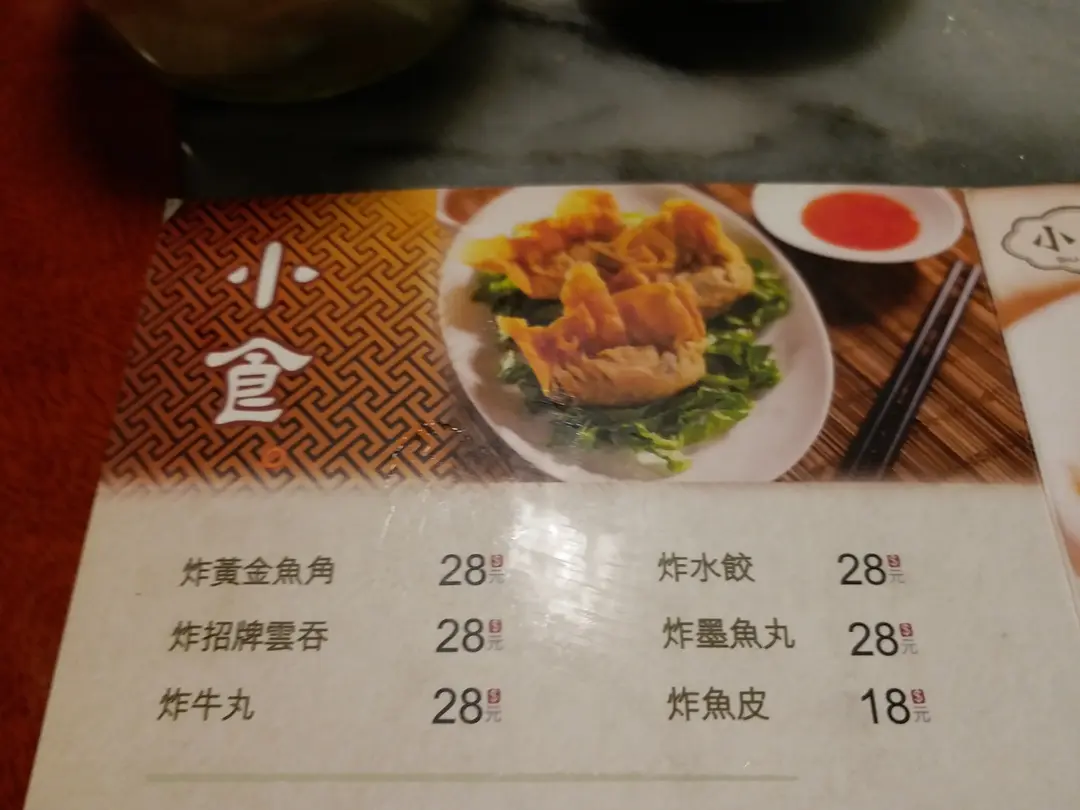 小食
小
炸黃金魚角 28$元 炸水餃 28$元
炸招牌雲吞 28$元 炸墨魚丸 28$元
炸牛丸 28$元 炸魚皮 18$元